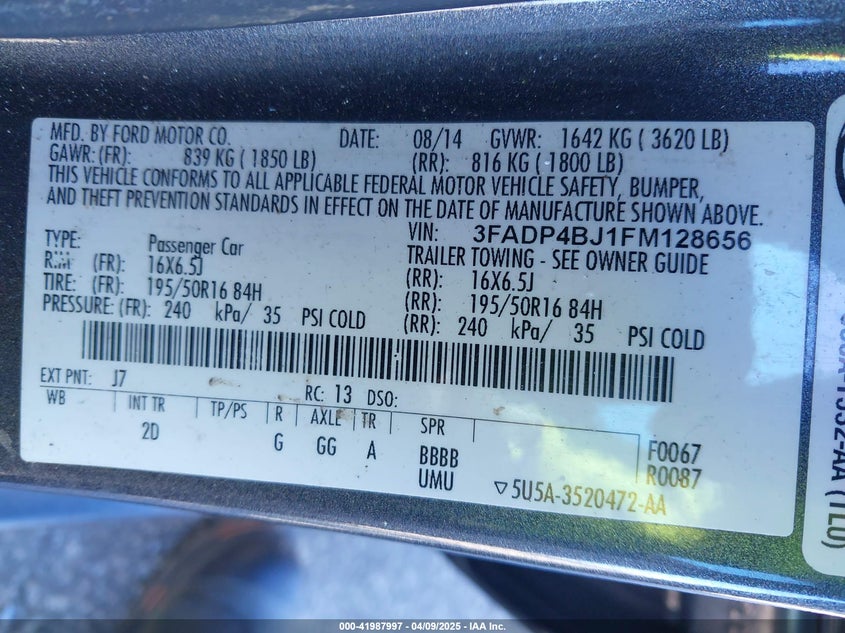 MFD. BY FORD MOTOR CO. DATE: 08/14 GVWR: 1642 KG ( 3620 LB)
GAWR: (FR): 839 KG ( 1850 LB) (RR): 816 KG ( 1800 LB)
THIS VEHICLE CONFORMS TO ALL APPLICABLE FEDERAL MOTOR VEHICLE SAFETY, BUMPER,
AND THEFT PREVENTION STANDARDS IN EFFECT ON THE DATE OF MANUFACTURE SHOWN ABOVE.
VIN: 3FADP4BJ1FM128656
TYPE: Passenger Car TRAILER TOWING - SEE OWNER GUIDE
RIM (FR): 16X6.5J (RR): 16X6.5J
TIRE: (FR): 195/50R16 84H (RR): 195/50R16 84H
PRESSURE: (FR): 240 kPa/ 35 PSI COLD (RR): 240 kPa/ 35 PSI COLD
EXT PNT: J7 RC: 13 DSO:
WB INT TR TP/PS R AXLE TR SPR
2D G GG A BBBB F0067
UMU R0087
5U5A-3520472-AA
000-41987997 - 04/09/2025 - IAA Inc.